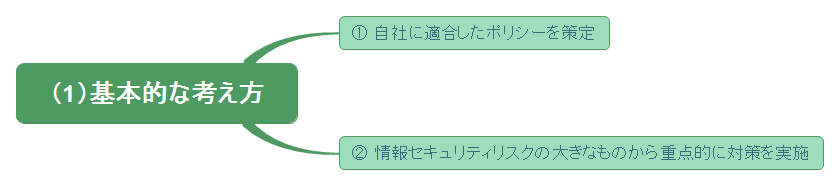 ① 自社に適合したポリシーを策定
（1）基本的な考え方
② 情報セキュリティリスクの大きなものから重点的に対策を実施